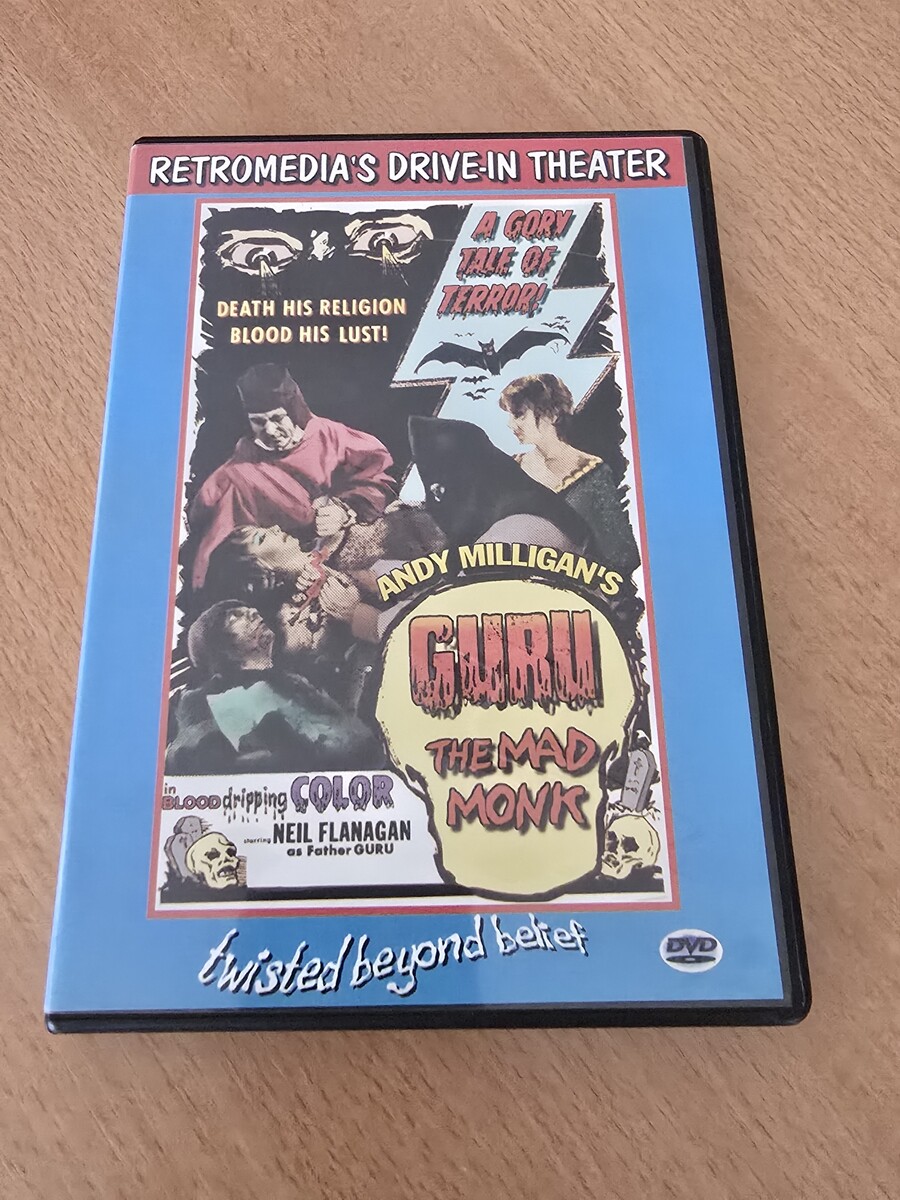 RETROMEDIA'S DRIVE-IN THEATER
A GORY
TALE OF
TERROR!
DEATH HIS RELIGION
BLOOD HIS LUST!
ANDY MILLIGAN'S
GURU
THE MAD
MONK
in
BLOOD dripping COLOR
starring NEIL FLANAGAN
as Father GURU
twisted beyond belief
DVD